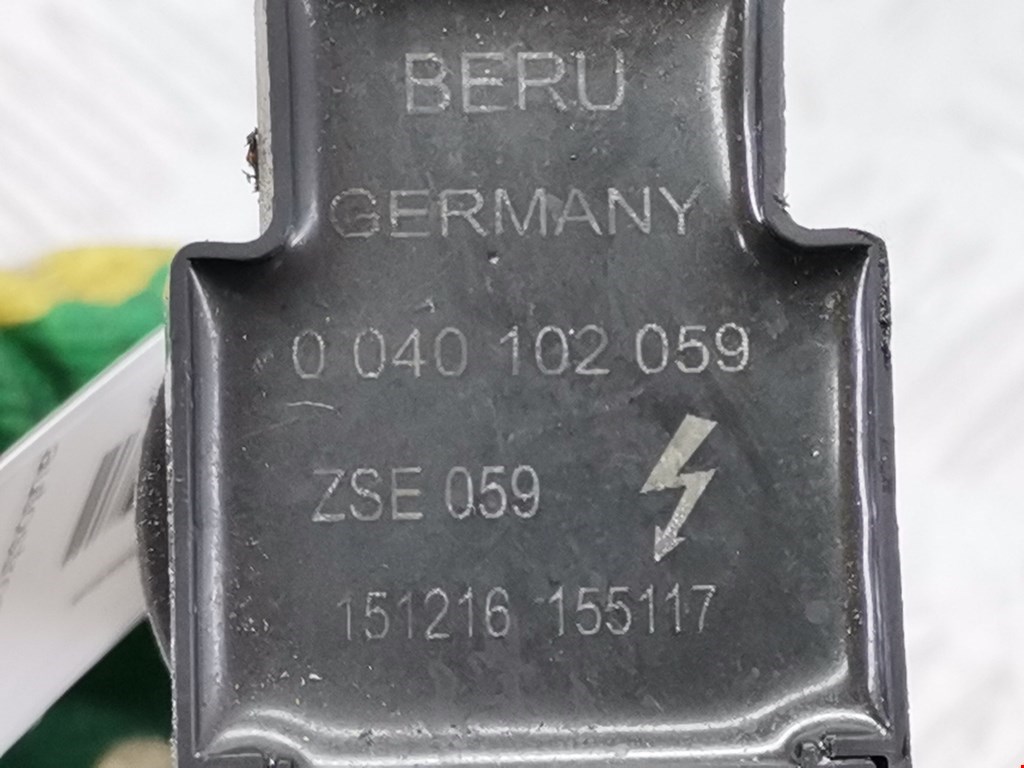 BERU
GERMANY
0 040 102 059
ZSE 059
151216 155117